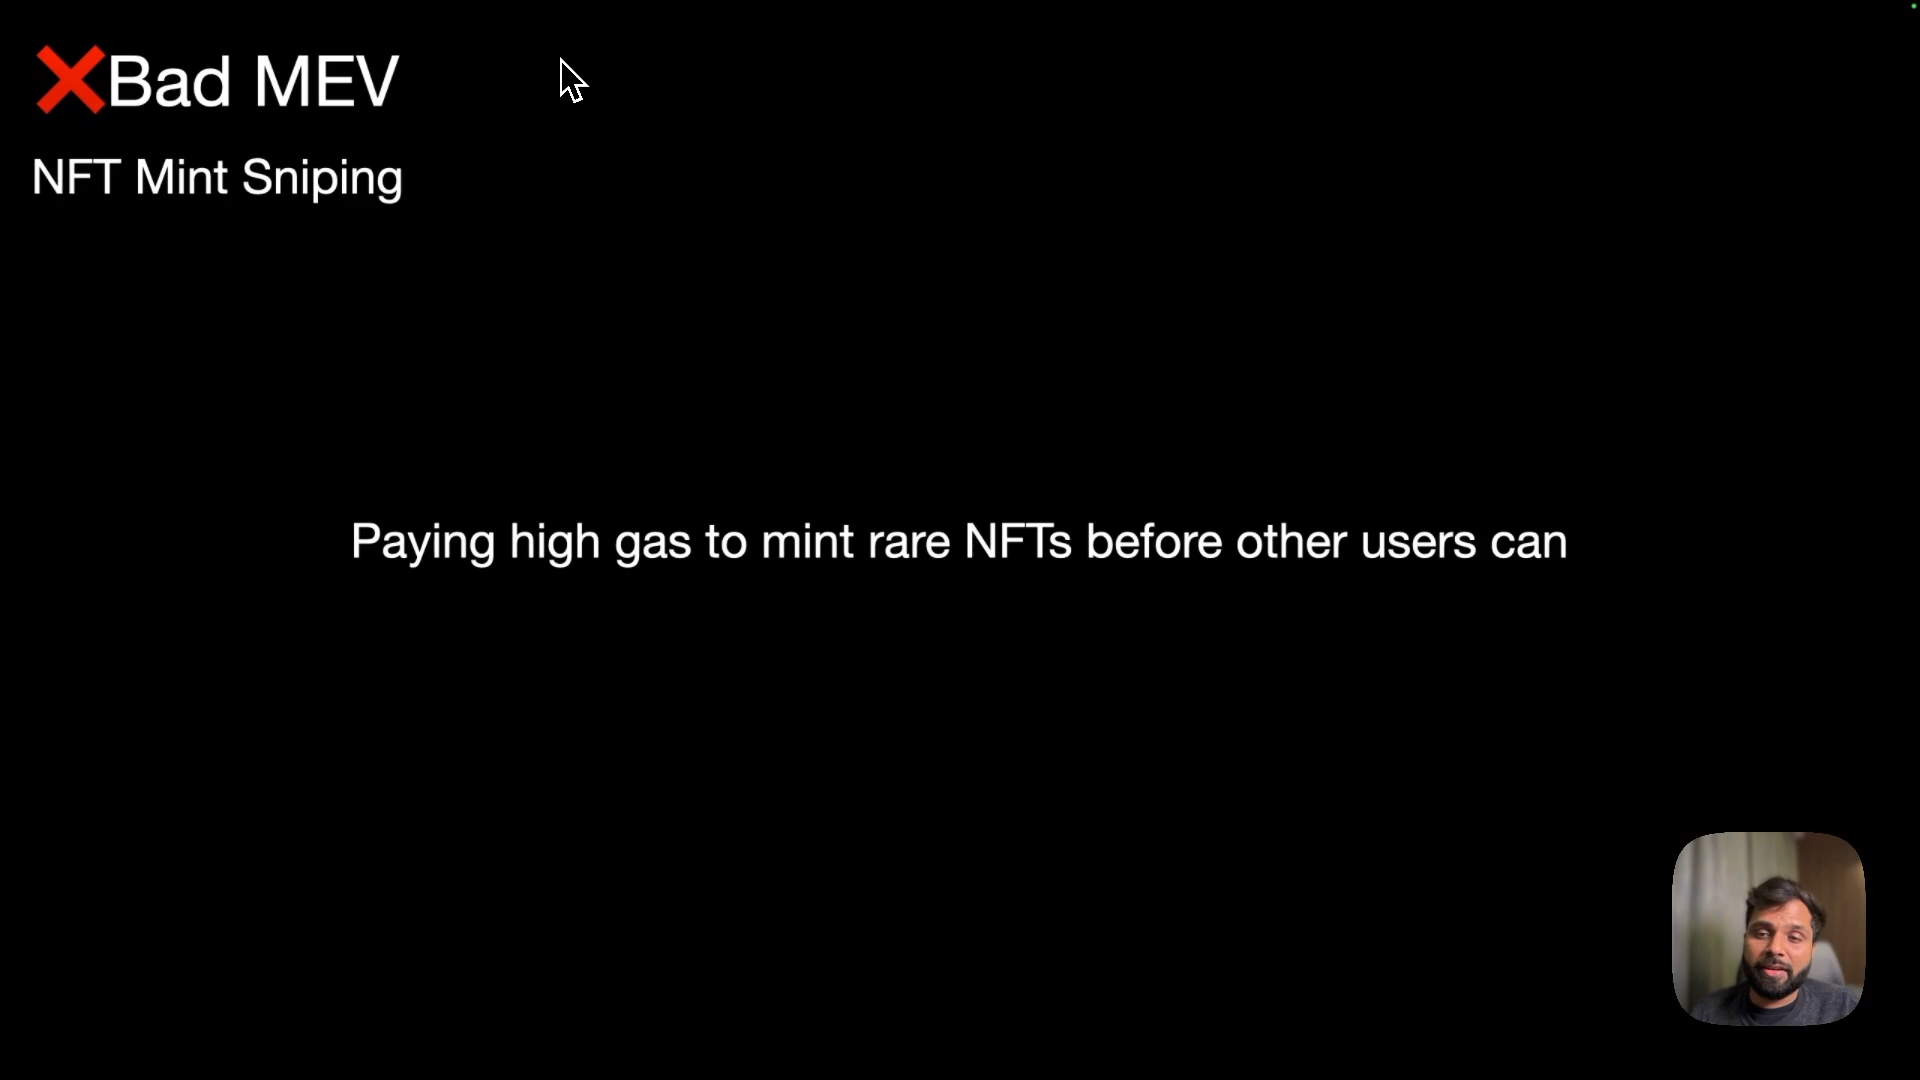 ❌Bad MEV
NFT Mint Sniping
Paying high gas to mint rare NFTs before other users can